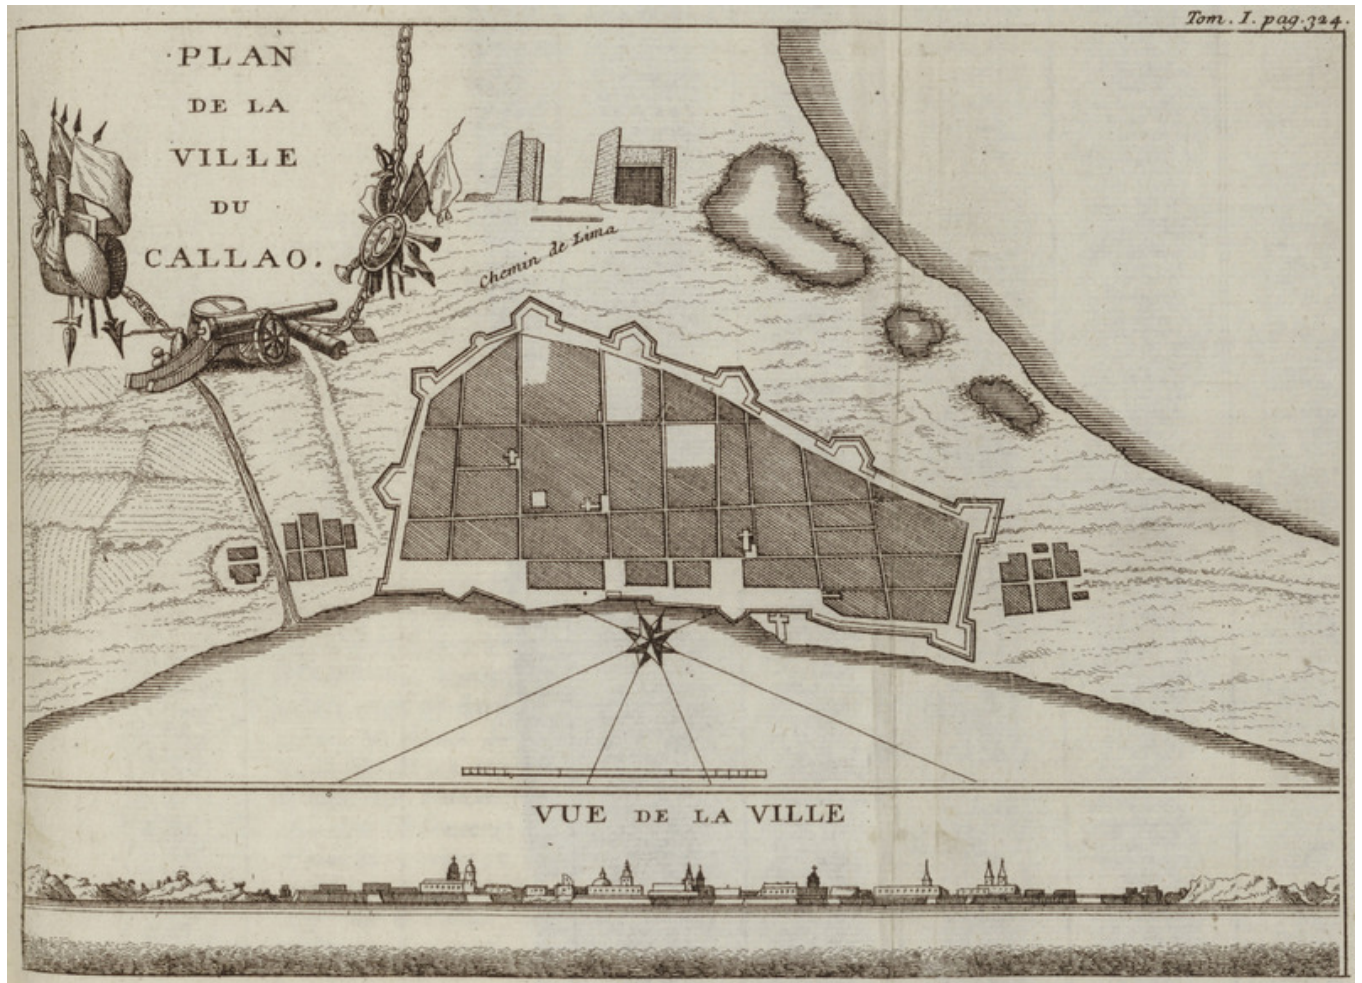 Tom. I. pag. 324.
PLAN
DE LA
VILLE
DU
CALLAO.
Chemin de Lima
VUE DE LA VILLE